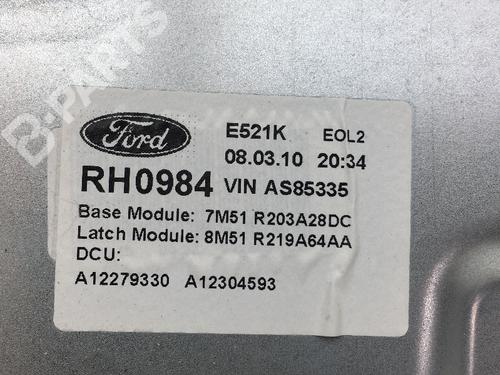 B-PARTS
Ford
E521K EOL2
08.03.10 20:34
RH0984 VIN AS85335
Base Module: 7M51 R203A28DC
Latch Module: 8M51 R219A64AA
DCU:
A12279330 A12304593